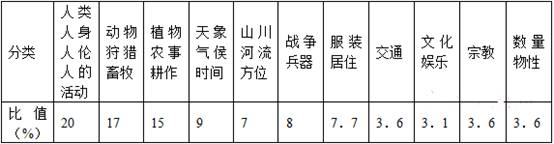 分类 人类人身人伦人的活动 动物狩猎畜牧 植物农事耕作 天象气候时间 山川河流方位 战争兵器 服装居住 交通 文化娱乐 宗教 数量物性
比值（%） 20 17 15 9 7 8 7.7 3.6 3.1 3.6 3.6